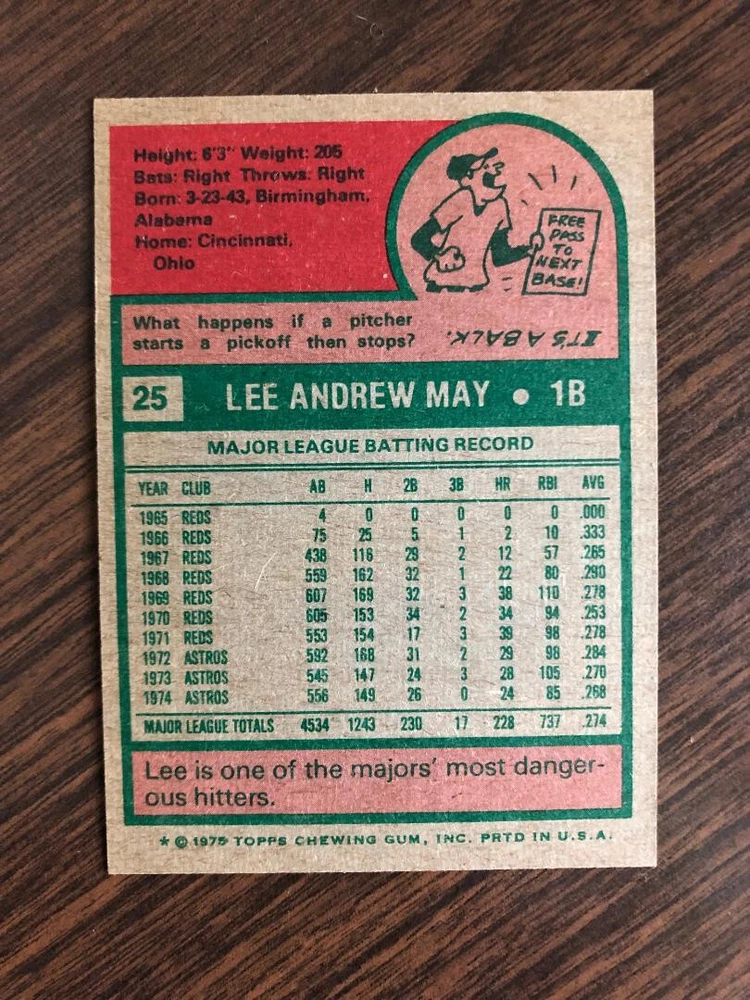 Height: 6'3" Weight: 205
Bats: Right Throws: Right
Born: 3-23-43, Birmingham,
Alabama
Home: Cincinnati,
Ohio
FREE
PASS
TO
NEXT
BASE!
What happens if a pitcher
starts a pickoff then stops?
IT'S A BALK.
25 LEE ANDREW MAY • 1B
MAJOR LEAGUE BATTING RECORD
YEAR CLUB AB H 2B 3B HR RBI AVG
1965 REDS 4 0 0 0 0 0 .000
1966 REDS 75 25 5 1 2 10 .333
1967 REDS 438 116 29 2 12 57 .265
1968 REDS 559 162 32 1 22 80 .290
1969 REDS 607 169 32 3 38 110 .278
1970 REDS 605 153 34 2 34 94 .253
1971 REDS 553 154 17 3 39 98 .278
1972 ASTROS 592 168 31 2 29 98 .284
1973 ASTROS 545 147 24 3 28 105 .270
1974 ASTROS 556 149 26 0 24 85 .268
MAJOR LEAGUE TOTALS 4534 1243 230 17 228 737 .274
Lee is one of the majors' most danger-
ous hitters.
* © 1975 TOPPS CHEWING GUM, INC. PRTD IN U.S.A.